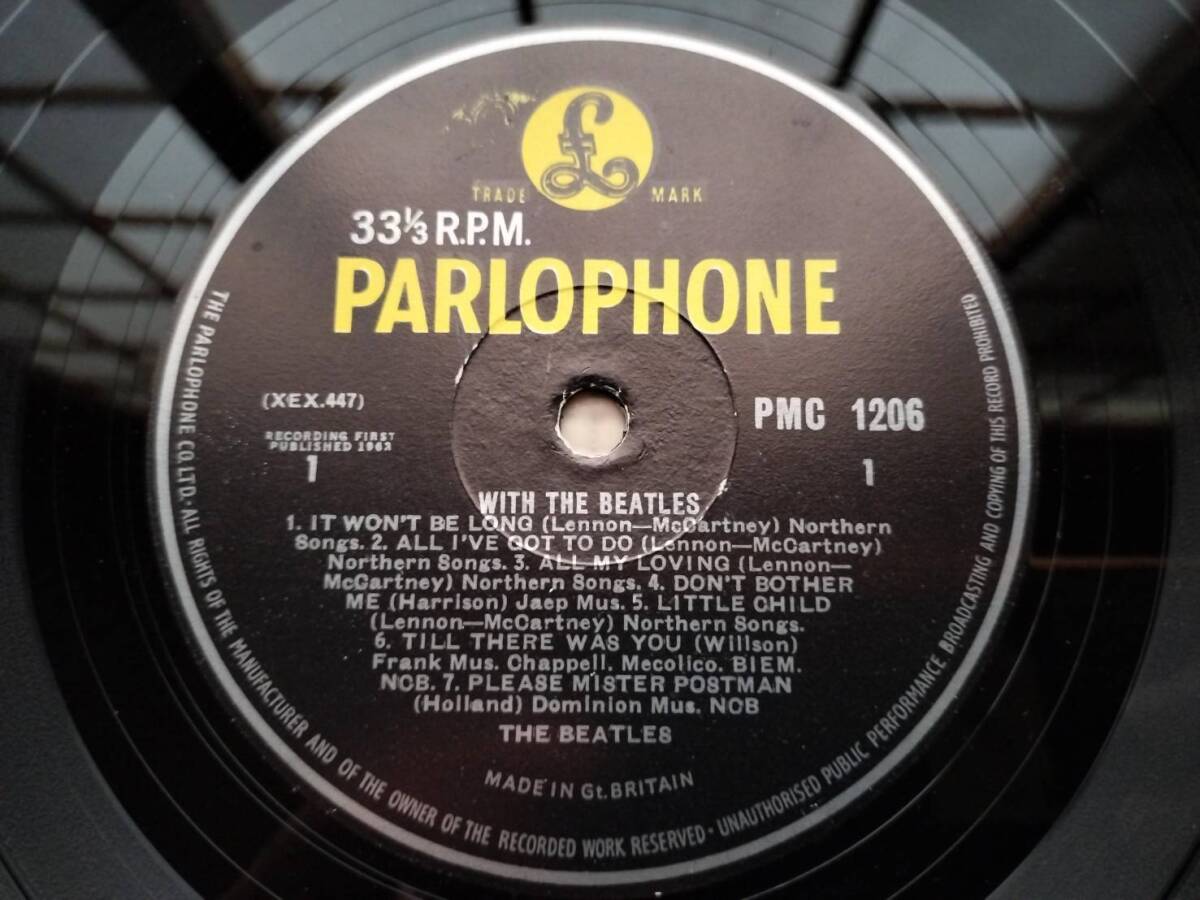 £
TRADE MARK
33⅓ R.P.M.
PARLOPHONE
(XEX.447)
RECORDING FIRST
PUBLISHED 1963
1
PMC 1206
1
WITH THE BEATLES
1. IT WON'T BE LONG (Lennon—McCartney) Northern
Songs. 2. ALL I'VE GOT TO DO (Lennon—McCartney)
Northern Songs. 3. ALL MY LOVING (Lennon—
McCartney) Northern Songs. 4. DON'T BOTHER
ME (Harrison) Jaep Mus. 5. LITTLE CHILD
(Lennon—McCartney) Northern Songs.
6. TILL THERE WAS YOU (Willson)
Frank Mus. Chappell. Mecolico. BIEM.
NCB. 7. PLEASE MISTER POSTMAN
(Holland) Dominion Mus. NCB
THE BEATLES
MADE IN Gt. BRITAIN
THE PARLOPHONE CO. LTD. · ALL RIGHTS OF THE MANUFACTURER AND OF THE OWNER OF THE RECORDED WORK RESERVED · UNAUTHORISED PUBLIC PERFORMANCE BROADCASTING AND COPYING OF THIS RECORD PROHIBITED